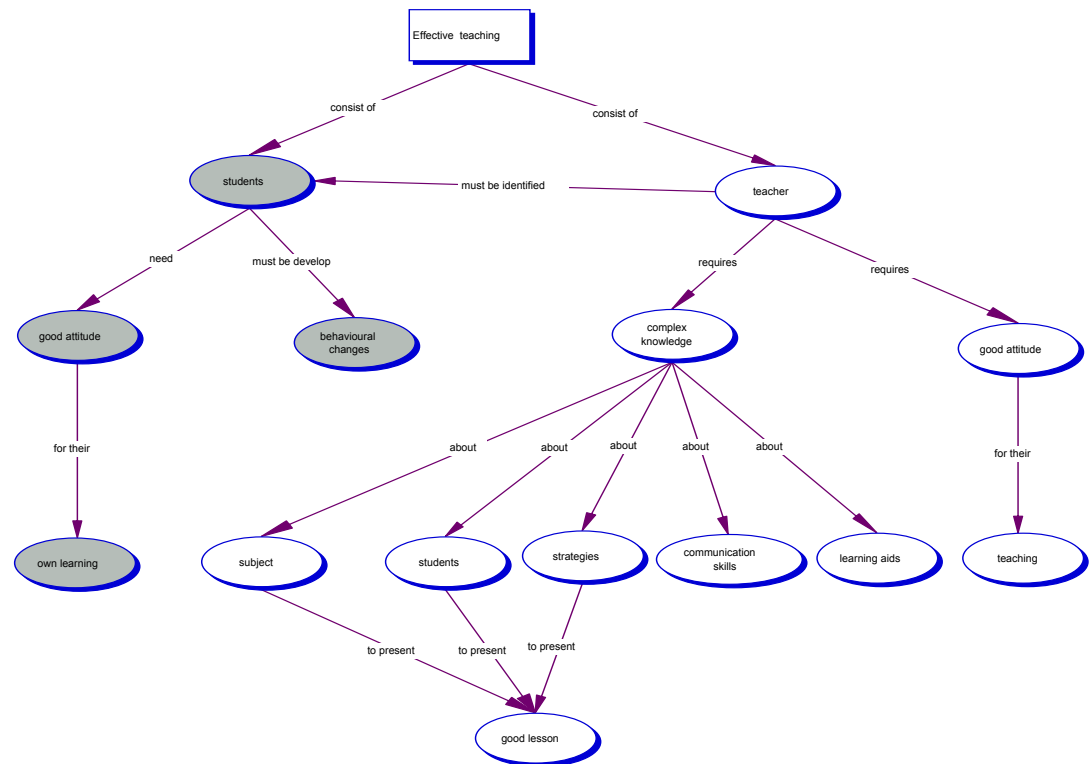 Effective teaching
consist of
consist of
students
must be identified
teacher
need
must be develop
requires
requires
good attitude
behavioural
changes
complex
knowledge
good attitude
for their
about
about
about
about
about
for their
own learning
subject
students
strategies
communication
skills
learning aids
teaching
to present
to present
to present
good lesson